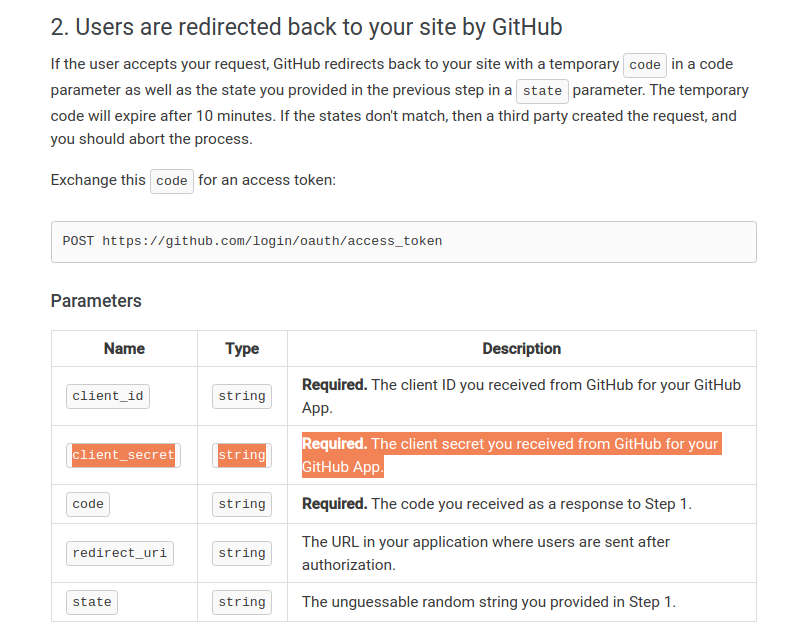 2. Users are redirected back to your site by GitHub
If the user accepts your request, GitHub redirects back to your site with a temporary code in a code
parameter as well as the state you provided in the previous step in a state parameter. The temporary
code will expire after 10 minutes. If the states don't match, then a third party created the request, and
you should abort the process.
Exchange this code for an access token:
POST https://github.com/login/oauth/access_token
Parameters
Name Type Description
client_id string Required. The client ID you received from GitHub for your GitHub
App.
client_secret string Required. The client secret you received from GitHub for your
GitHub App.
code string Required. The code you received as a response to Step 1.
redirect_uri string The URL in your application where users are sent after
authorization.
state string The unguessable random string you provided in Step 1.